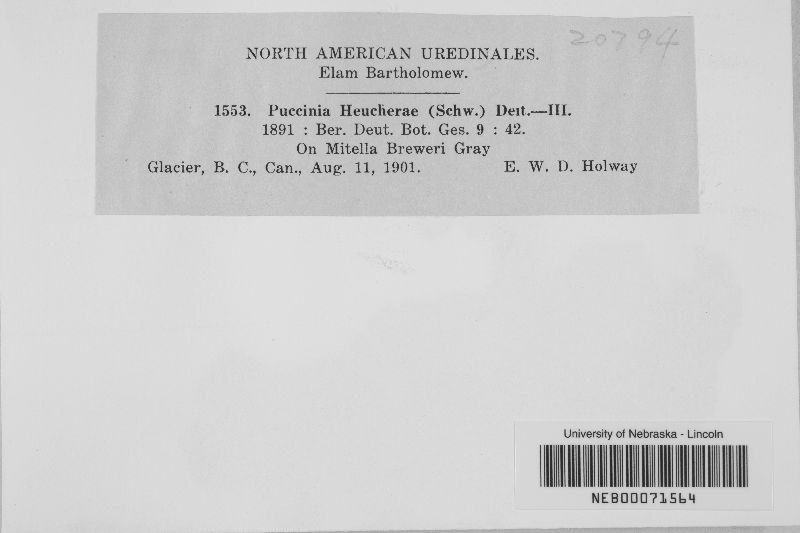 20794
NORTH AMERICAN UREDINALES.
Elam Bartholomew.
1553. Puccinia Heucherae (Schw.) Deit.—III.
1891 : Ber. Deut. Bot. Ges. 9 : 42.
On Mitella Breweri Gray
Glacier, B. C., Can., Aug. 11, 1901. E. W. D. Holway
University of Nebraska - Lincoln
NEB00071564